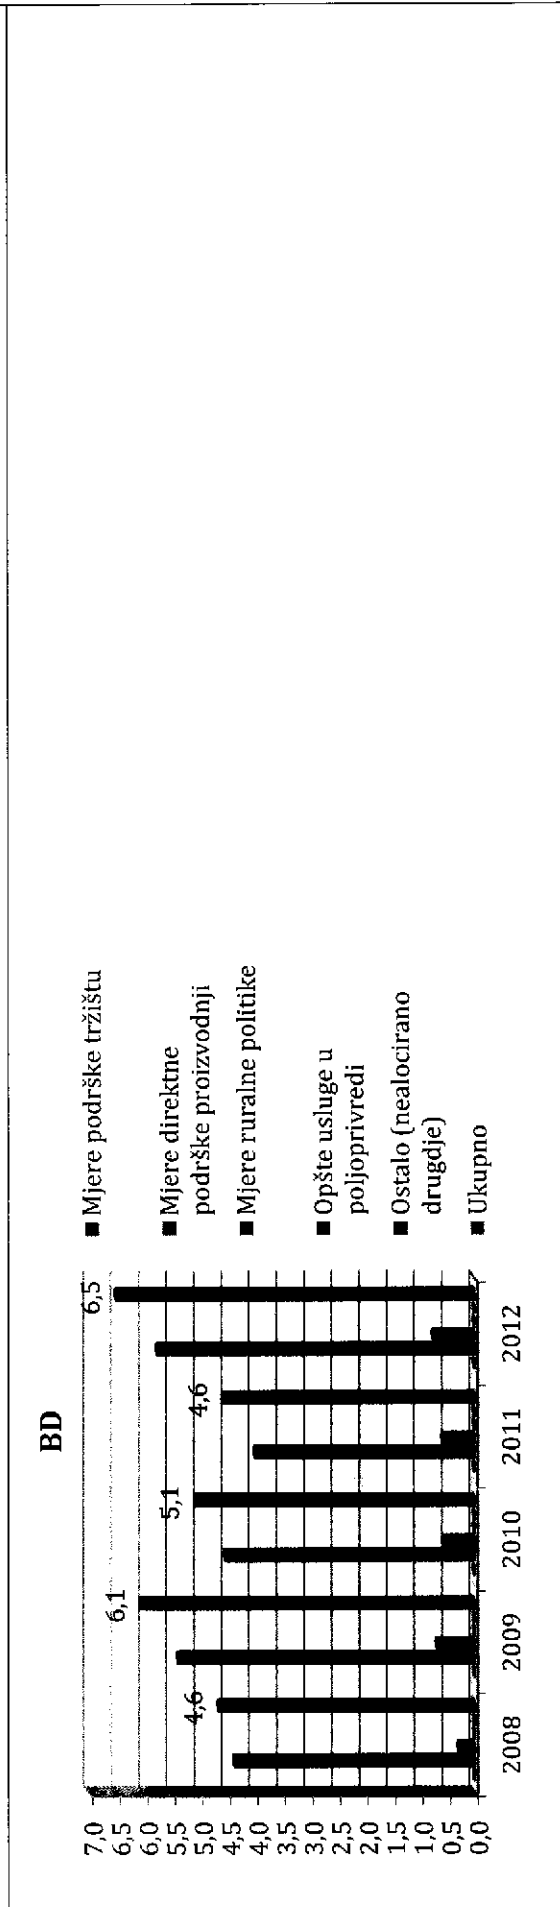 BD
7,0
6,5
6,0
5,5
5,0
4,5
4,0
3,5
3,0
2,5
2,0
1,5
1,0
0,5
0,0
4,6
6,1
5,1
4,6
6,5
2008
2009
2010
2011
2012
Mjere podrške tržištu
Mjere direktne
podrške proizvodnji
Mjere ruralne politike
Opšte usluge u
poljoprivredi
Ostalo (nealocirano
drugdje)
Ukupno